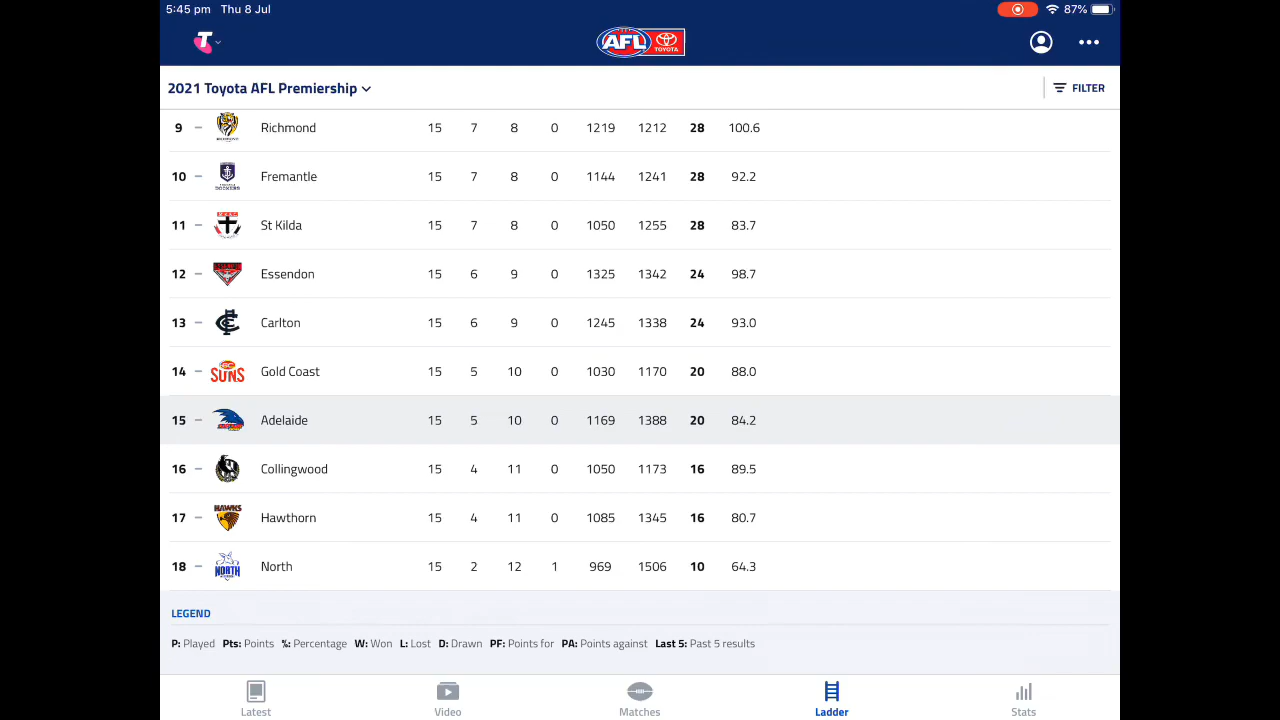 5:45 pm Thu 8 Jul 87%
T AFL TOYOTA
2021 Toyota AFL Premiership FILTER
9 – Richmond 15 7 8 0 1219 1212 28 100.6
10 – Fremantle 15 7 8 0 1144 1241 28 92.2
11 – St Kilda 15 7 8 0 1050 1255 28 83.7
12 – Essendon 15 6 9 0 1325 1342 24 98.7
13 – Carlton 15 6 9 0 1245 1338 24 93.0
14 – SUNS Gold Coast 15 5 10 0 1030 1170 20 88.0
15 – Adelaide 15 5 10 0 1169 1388 20 84.2
16 – Collingwood 15 4 11 0 1050 1173 16 89.5
17 – HAWKS Hawthorn 15 4 11 0 1085 1345 16 80.7
18 – NORTH North 15 2 12 1 969 1506 10 64.3
LEGEND
P: Played Pts: Points %: Percentage W: Won L: Lost D: Drawn PF: Points for PA: Points against Last 5: Past 5 results
Latest Video Matches Ladder Stats